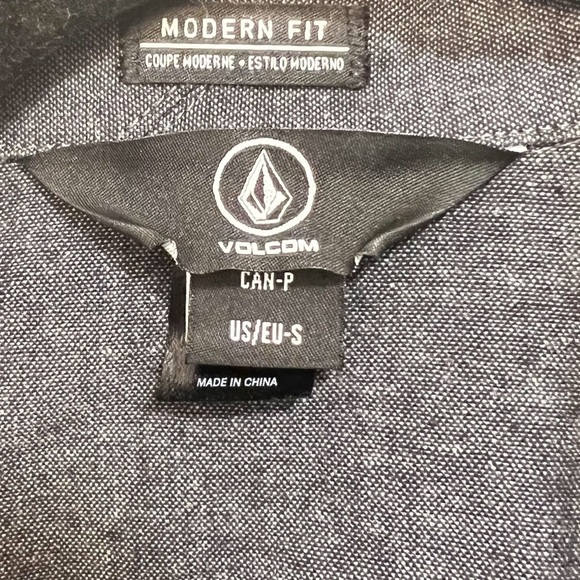 MODERN FIT
COUPE MODERNE • ESTILO MODERNO
VOLCOM
CAN-P
US/EU-S
MADE IN CHINA